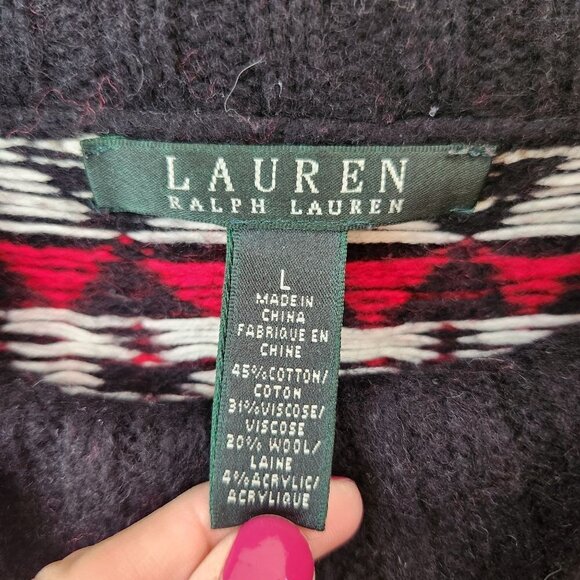 LAUREN
RALPH LAUREN
L
MADE IN
CHINA
FABRIQUE EN
CHINE
45%COTTON/
COTON
31%VISCOSE/
VISCOSE
20%WOOL/
LAINE
4%ACRYLIC/
ACRYLIQUE